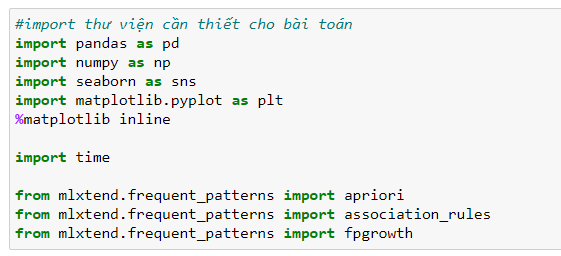 #import thư viện cần thiết cho bài toán
import pandas as pd
import numpy as np
import seaborn as sns
import matplotlib.pyplot as plt
%matplotlib inline
import time
from mlxtend.frequent_patterns import apriori
from mlxtend.frequent_patterns import association_rules
from mlxtend.frequent_patterns import fpgrowth